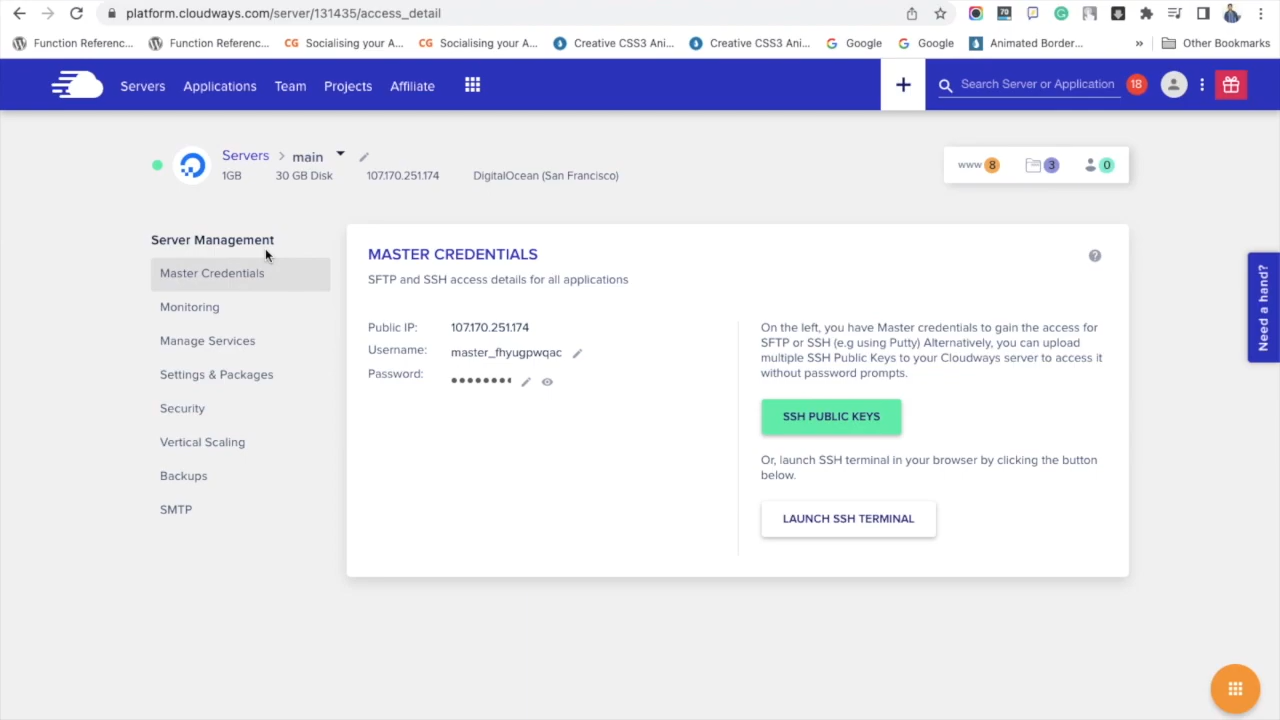 platform.cloudways.com/server/131435/access_detail
Function Referenc...
Function Referenc...
CG Socialising your A...
CG Socialising your A...
Creative CSS3 Ani...
Creative CSS3 Ani...
Google
Google
Animated Border...
»
Other Bookmarks
Servers
Applications
Team
Projects
Affiliate
+
Search Server or Application
18
Servers > main
1GB
30 GB Disk
107.170.251.174
DigitalOcean (San Francisco)
www 8
3
0
Server Management
Master Credentials
Monitoring
Manage Services
Settings & Packages
Security
Vertical Scaling
Backups
SMTP
MASTER CREDENTIALS
?
SFTP and SSH access details for all applications
Public IP: 107.170.251.174
Username: master_fhyugpwqac
Password: ••••••••
On the left, you have Master credentials to gain the access for
SFTP or SSH (e.g using Putty) Alternatively, you can upload
multiple SSH Public Keys to your Cloudways server to access it
without password prompts.
SSH PUBLIC KEYS
Or, launch SSH terminal in your browser by clicking the button
below.
LAUNCH SSH TERMINAL
Need a hand?